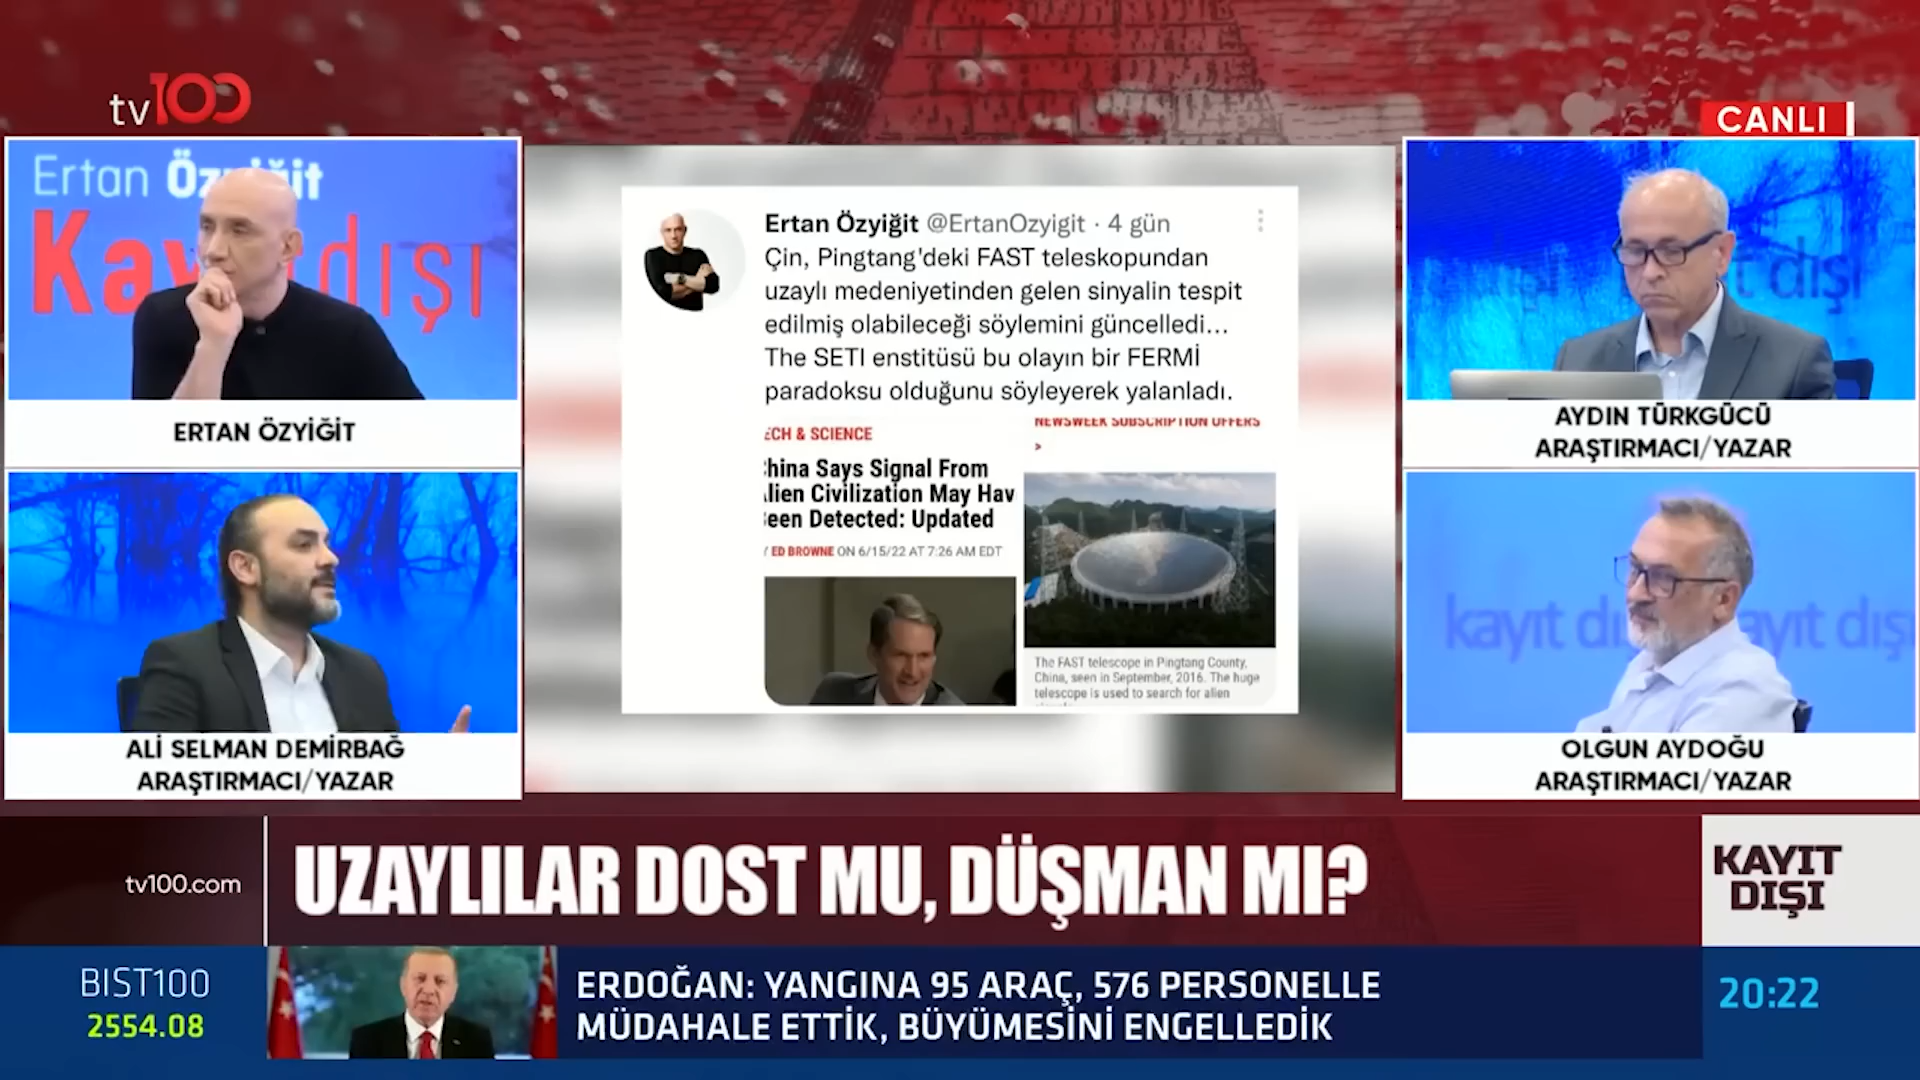 tv100
CANLI
Ertan Özyiğit
Kayıtdışı
ERTAN ÖZYİĞİT
ALİ SELMAN DEMİRBAĞ
ARAŞTIRMACI/YAZAR
Ertan Özyiğit @ErtanOzyigit · 4 gün
Çin, Pingtang'deki FAST teleskopundan
uzaylı medeniyetinden gelen sinyalin tespit
edilmiş olabileceği söylemini güncelledi...
The SETI enstitüsü bu olayın bir FERMİ
paradoksu olduğunu söyleyerek yalanladı.
ECH & SCIENCE
hina Says Signal From
lien Civilization May Hav
een Detected: Updated
Y ED BROWNE ON 6/15/22 AT 7:26 AM EDT
NEWSWEEK SUBSCRIPTION OFFERS
>
The FAST telescope in Pingtang County,
China, seen in September, 2016. The huge
telescope is used to search for alien
t dışı
AYDIN TÜRKGÜCÜ
ARAŞTIRMACI/YAZAR
kayıt dı ayıt dışı
OLGUN AYDOĞU
ARAŞTIRMACI/YAZAR
tv100.com
UZAYLILAR DOST MU, DÜŞMAN MI?
KAYIT
DIŞI
BIST100
2554.08
ERDOĞAN: YANGINA 95 ARAÇ, 576 PERSONELLE
MÜDAHALE ETTİK, BÜYÜMESİNİ ENGELLEDİK
20:22